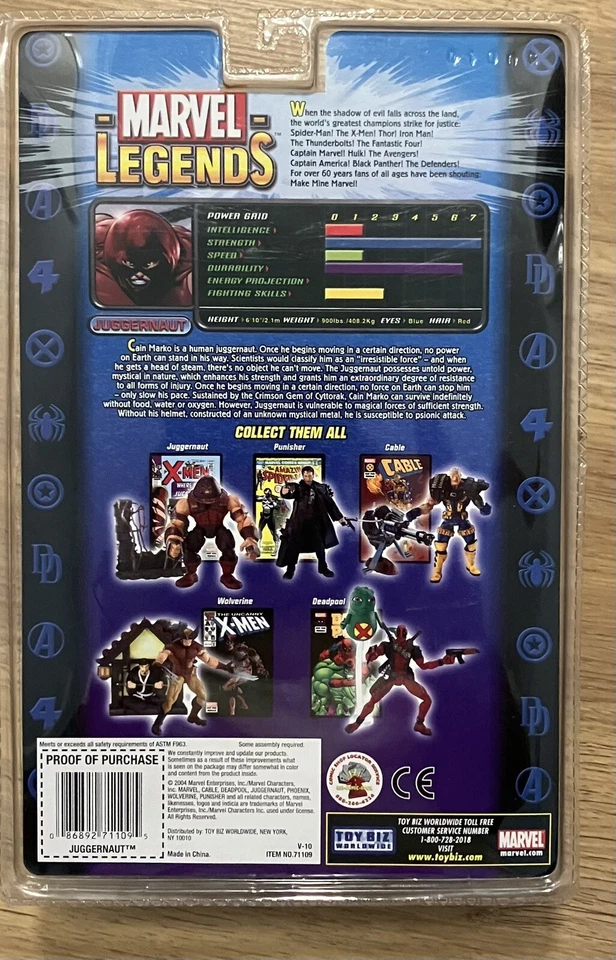 MARVEL
LEGENDS™
When the shadow of evil falls across the land,
the world's greatest champions strike for justice:
Spider-Man! The X-Men! Thor! Iron Man!
The Thunderbolts! The Fantastic Four!
Captain Marvel! Hulk! The Avengers!
Captain America! Black Panther! The Defenders!
For over 60 years fans of all ages have been shouting:
Make Mine Marvel!
POWER GRID 0 1 2 3 4 5 6 7
INTELLIGENCE
STRENGTH
SPEED
DURABILITY
ENERGY PROJECTION
FIGHTING SKILLS
JUGGERNAUT
HEIGHT 6'10"/2.1m WEIGHT 900lbs./408.2Kg EYES Blue HAIR Red
Cain Marko is a human juggernaut. Once he begins moving in a certain direction, no power
on Earth can stand in his way. Scientists would classify him as an "irresistible force" – and when
he gets a head of steam, there's no object he can't move. The Juggernaut possesses untold power,
mystical in nature, which enhances his strength and grants him an extraordinary degree of resistance
to all forms of injury. Once he begins moving in a certain direction, no force on Earth can stop him
– only slow his pace. Sustained by the Crimson Gem of Cyttorak, Cain Marko can survive indefinitely
without food, water or oxygen. However, Juggernaut is vulnerable to magical forces of sufficient strength.
Without his helmet, constructed of an unknown mystical metal, he is susceptible to psionic attack.
COLLECT THEM ALL
Juggernaut Punisher Cable
X-MEN
THE AMAZING
CABLE
Wolverine Deadpool
THE UNCANNY
X-MEN
Meets or exceeds all safety requirements of ASTM F963. Some assembly required.
PROOF OF PURCHASE
0 86892 71109 5
JUGGERNAUT™
We constantly improve and update our products.
Sometimes as a result of these improvements what
is seen on the package may differ somewhat in color
and content from the product inside.
© 2004 Marvel Enterprises, Inc./Marvel Characters,
Inc. MARVEL, CABLE, DEADPOOL, JUGGERNAUT, PHOENIX,
WOLVERINE, PUNISHER and all related characters, names,
likenesses, logos and indicia are trademarks of Marvel
Enterprises, Inc./Marvel Characters Inc. used under license.
All Rights Reserved.
V-10
Distributed by: TOY BIZ WORLDWIDE, NEW YORK,
NY 10010
Made in China. ITEM NO.71109
COMIC SHOP LOCATOR SERVICE
CE
TOY BIZ
WORLDWIDE
TOY BIZ WORLDWIDE TOLL FREE
CUSTOMER SERVICE NUMBER
1-800-728-2018
VISIT
www.toybiz.com
MARVEL
marvel.com